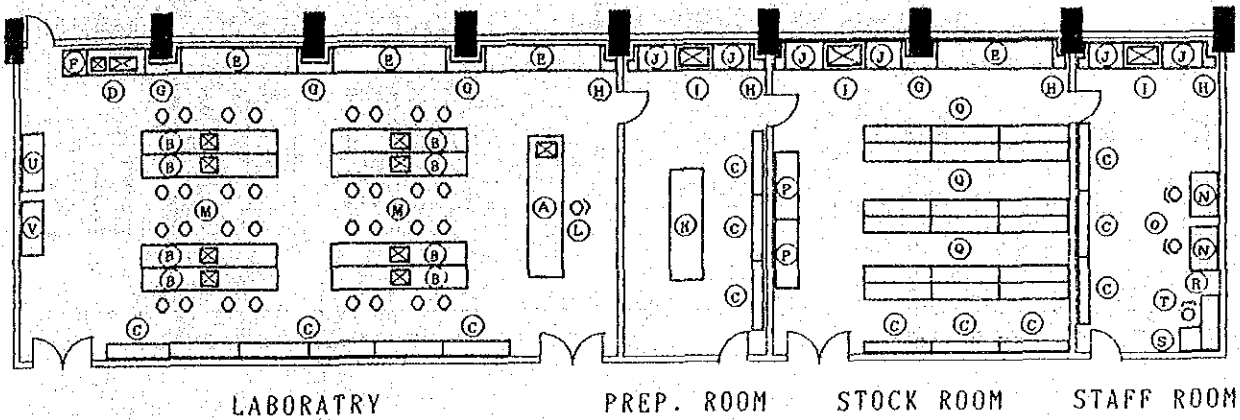 F D G E G E G E H J I J H J I J G E H J I J H
U B B B B A C P Q C N
V M M L X C P Q C O N
B B B B C Q C R
C C C C C C T S
LABORATRY PREP. ROOM STOCK ROOM STAFF ROOM